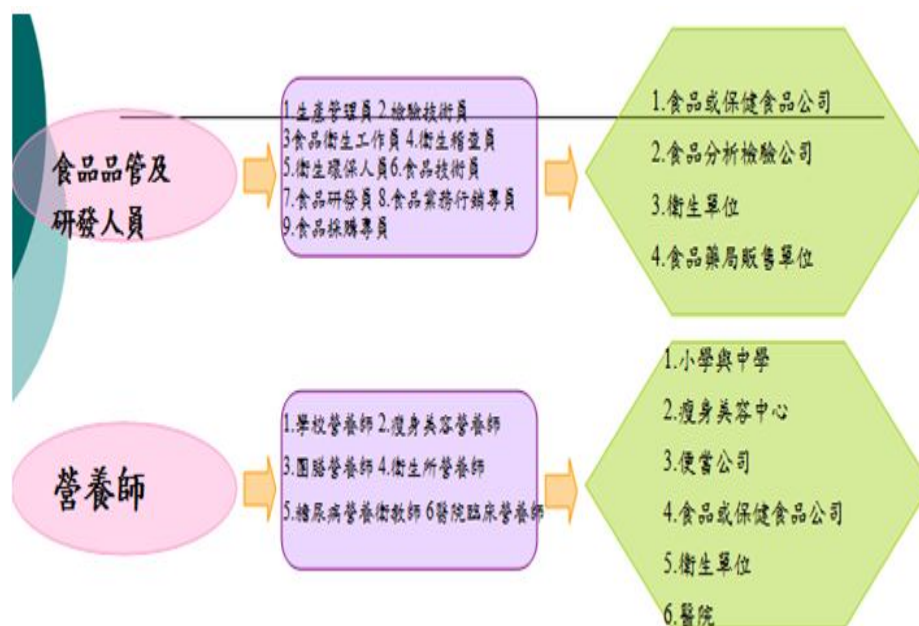 食品品管及
研發人員
1.生產管理員 2.檢驗技術員
3食品衛生工作員 4.衛生稽查員
5.衛生環保人員6.食品技術員
7.食品研發員 8.食品業務行銷專員
9.食品採購專員
1.食品或保健食品公司
2.食品分析檢驗公司
3.衛生單位
4.食品藥局販售單位
營養師
1.學校營養師 2.瘦身美容營養師
3.團膳營養師 4.衛生所營養師
5.糖尿病營養衛教師 6醫院臨床營養師
1.小學與中學
2.瘦身美容中心
3.便當公司
4.食品或保健食品公司
5.衛生單位
6.醫院